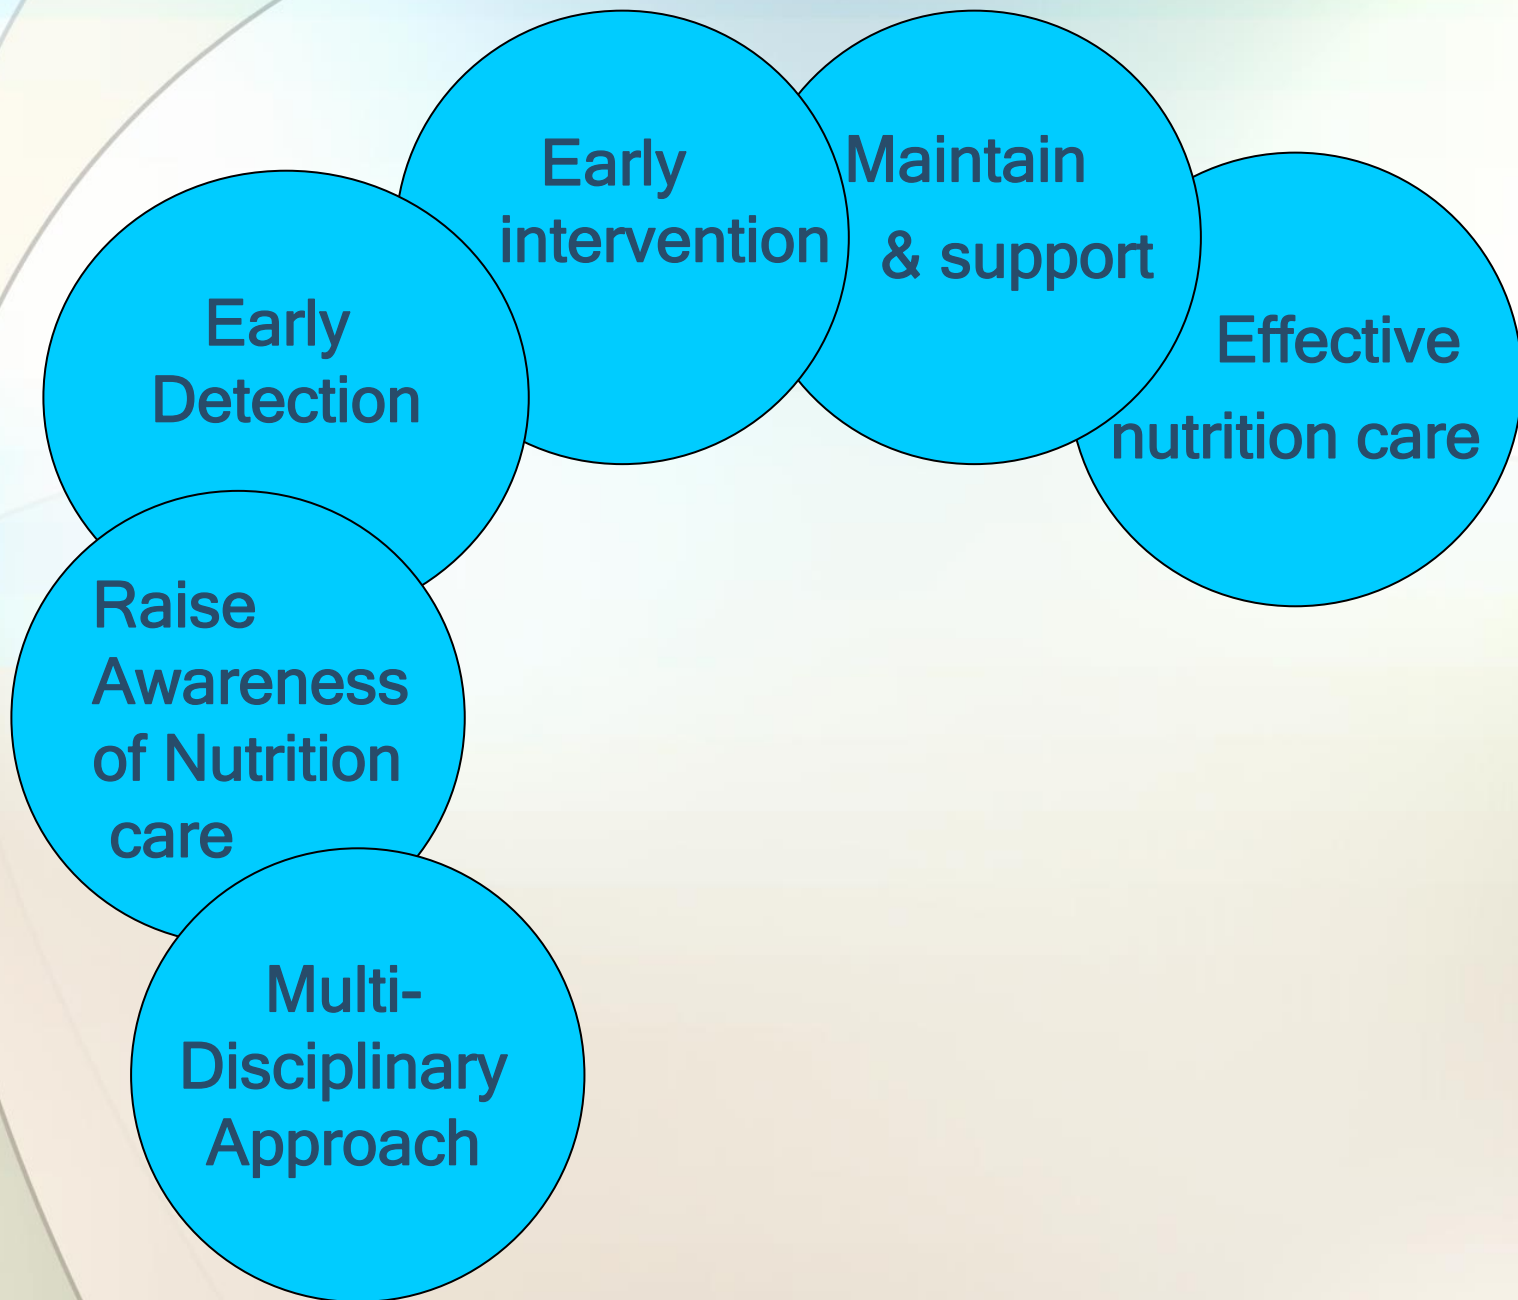 Early
intervention
Maintain
& support
Effective
nutrition care
Early
Detection
Raise
Awareness
of Nutrition
care
Multi-
Disciplinary
Approach